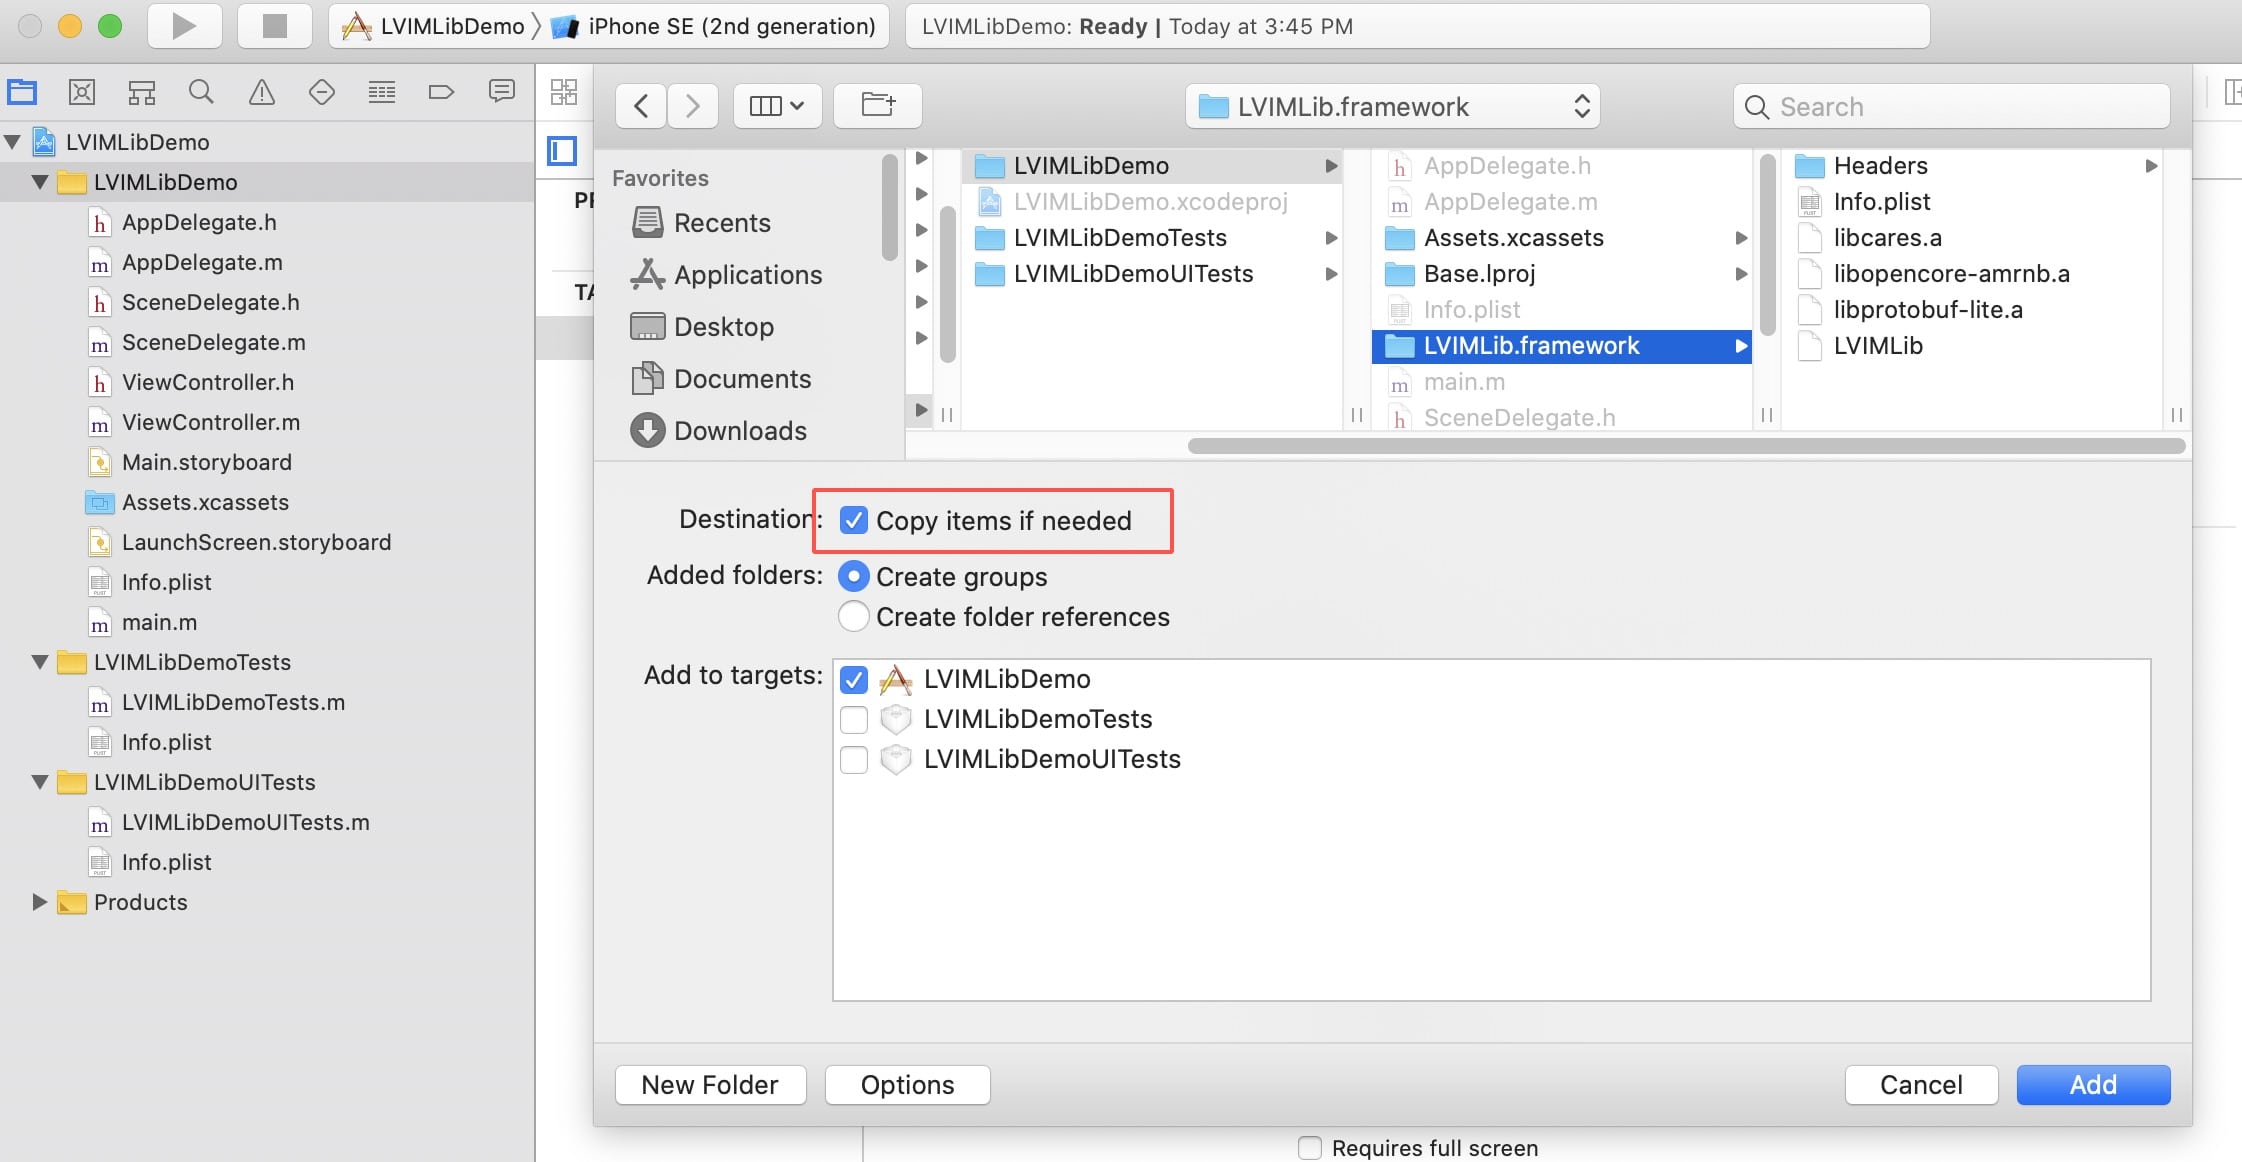 LVIMLibDemo
iPhone SE (2nd generation)
LVIMLibDemo: Ready | Today at 3:45 PM
LVIMLibDemo
LVIMLibDemo
AppDelegate.h
AppDelegate.m
SceneDelegate.h
SceneDelegate.m
ViewController.h
ViewController.m
Main.storyboard
Assets.xcassets
LaunchScreen.storyboard
Info.plist
main.m
LVIMLibDemoTests
LVIMLibDemoTests.m
Info.plist
LVIMLibDemoUITests
LVIMLibDemoUITests.m
Info.plist
Products
LVIMLib.framework
Search
Favorites
Recents
Applications
Desktop
Documents
Downloads
LVIMLibDemo
LVIMLibDemo.xcodeproj
LVIMLibDemoTests
LVIMLibDemoUITests
AppDelegate.h
AppDelegate.m
Assets.xcassets
Base.lproj
Info.plist
LVIMLib.framework
main.m
SceneDelegate.h
Headers
Info.plist
libcares.a
libopencore-amrnb.a
libprotobuf-lite.a
LVIMLib
Destination: Copy items if needed
Added folders: Create groups
Create folder references
Add to targets: LVIMLibDemo
LVIMLibDemoTests
LVIMLibDemoUITests
New Folder
Options
Cancel
Add
Requires full screen